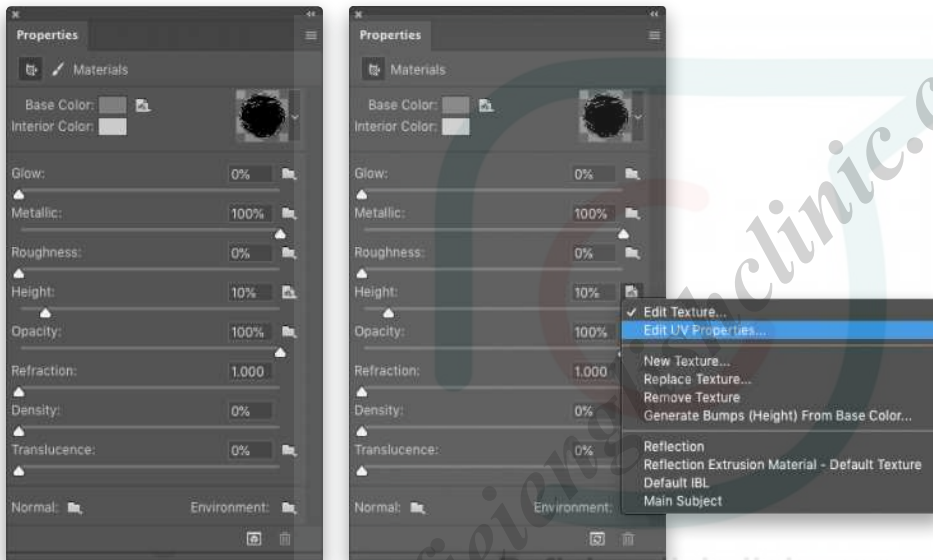 Properties
Materials
Base Color:
Interior Color:
Glow: 0%
Metallic: 100%
Roughness: 0%
Height: 10%
Opacity: 100%
Refraction: 1.000
Density: 0%
Translucence: 0%
Normal: Environment:
Properties
Materials
Base Color:
Interior Color:
Glow: 0%
Metallic: 100%
Roughness: 0%
Height: 10%
Opacity: 100%
Refraction: 1.000
Density: 0%
Translucence: 0%
Normal: Environment:
✓ Edit Texture...
Edit UV Properties...
New Texture...
Replace Texture...
Remove Texture
Generate Bumps (Height) From Base Color...
Reflection
Reflection Extrusion Material - Default Texture
Default IBL
Main Subject